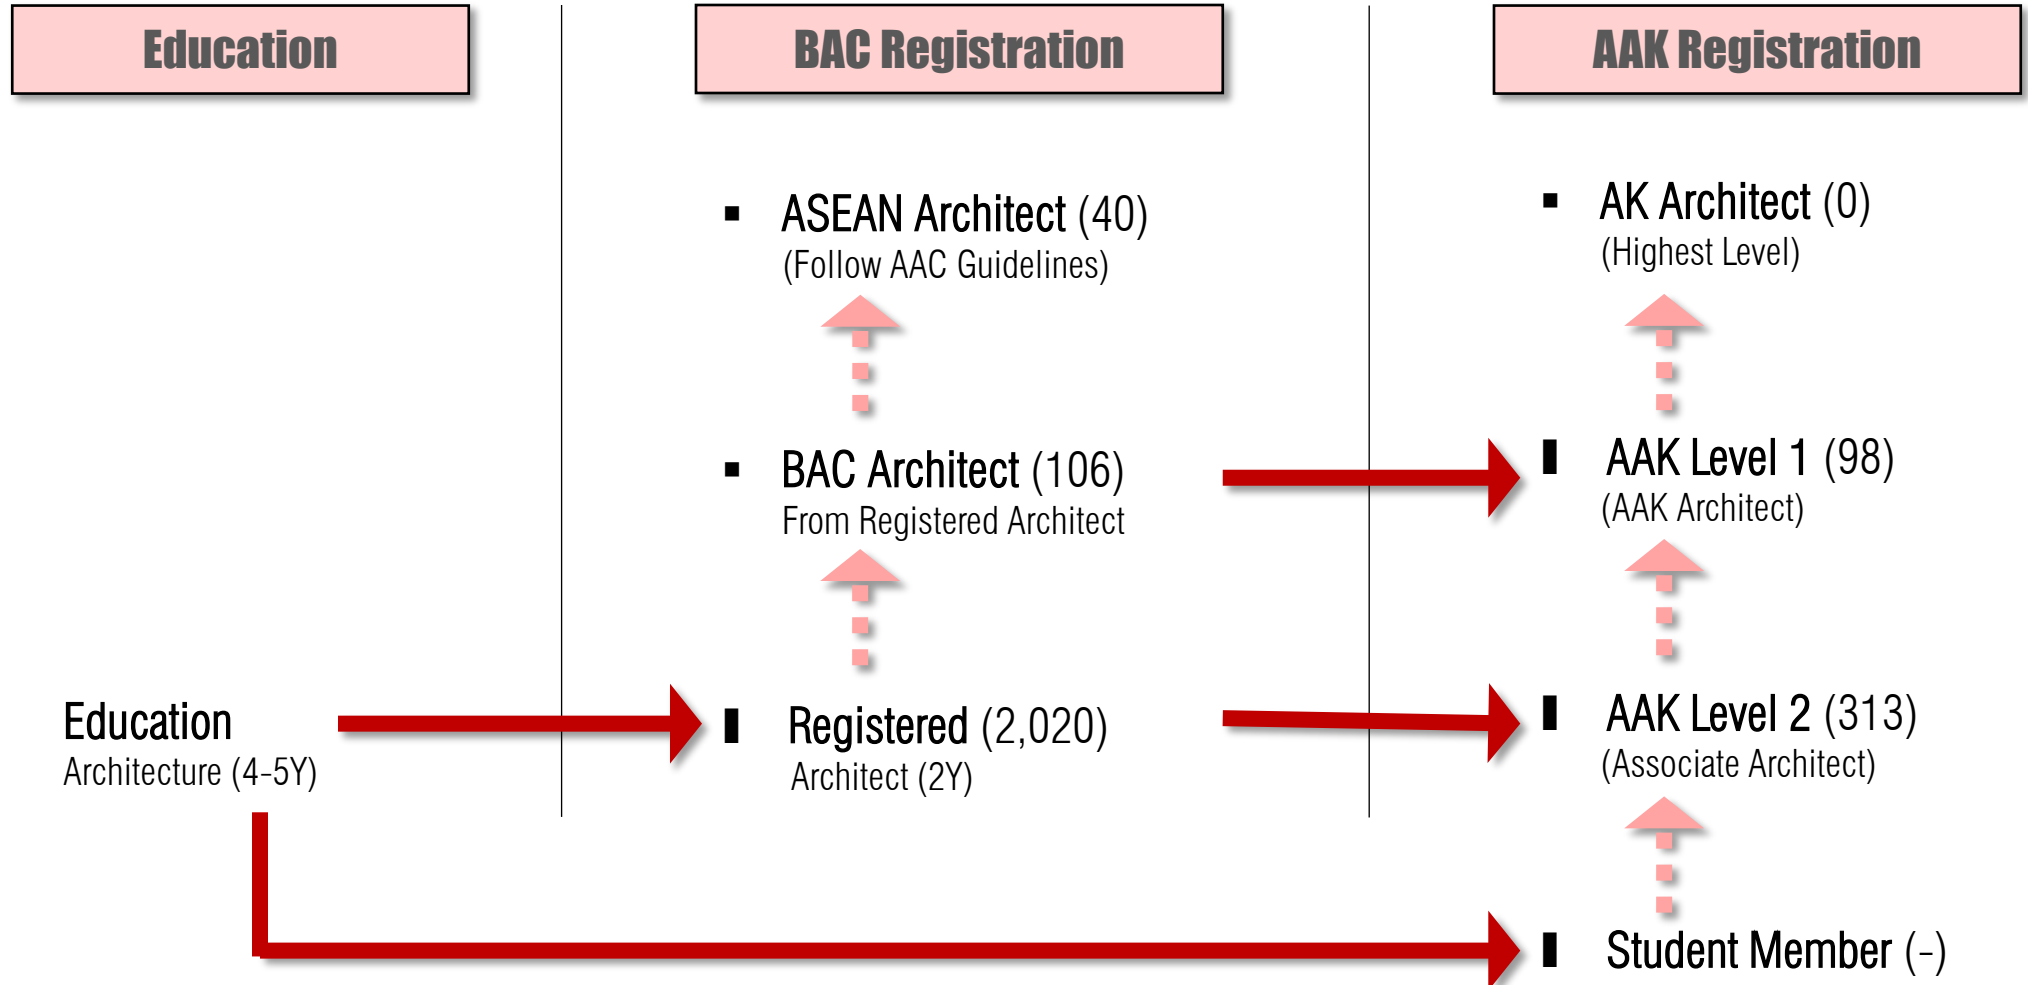 Education
BAC Registration
AAK Registration
ASEAN Architect (40)
(Follow AAC Guidelines)
AK Architect (0)
(Highest Level)
BAC Architect (106)
From Registered Architect
AAK Level 1 (98)
(AAK Architect)
Education
Architecture (4-5Y)
Registered (2,020)
Architect (2Y)
AAK Level 2 (313)
(Associate Architect)
Student Member (-)